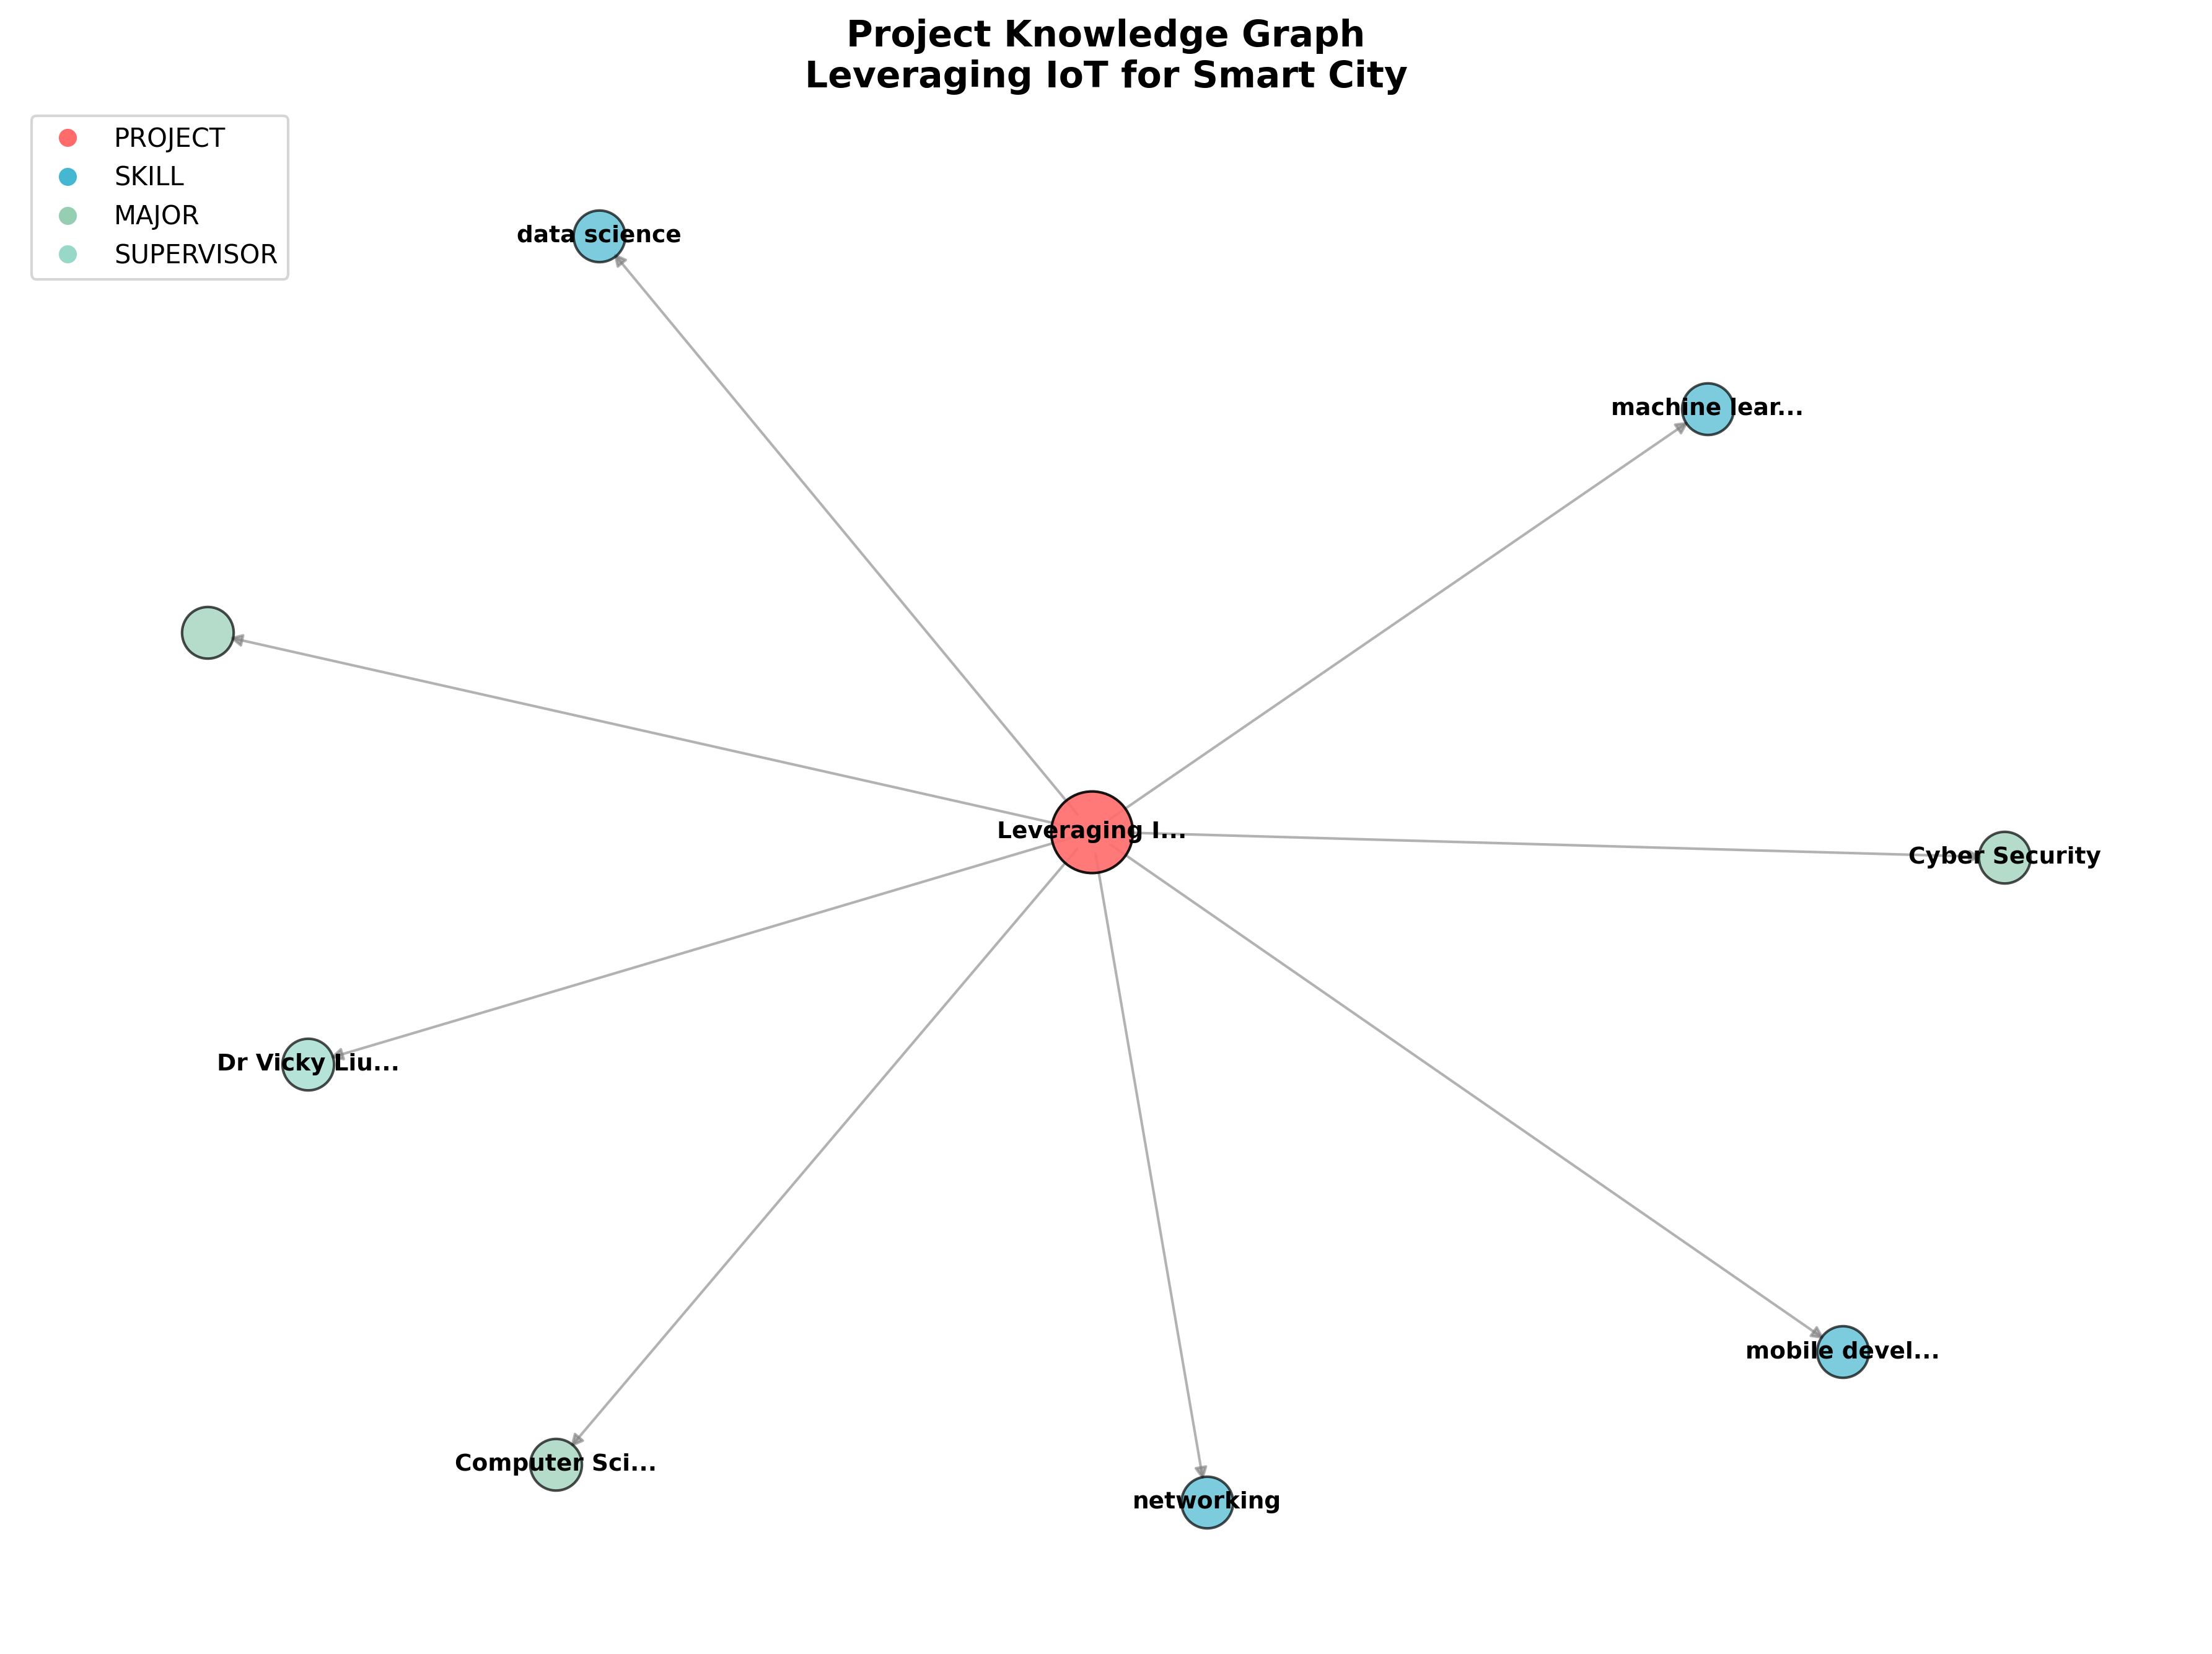 Project Knowledge Graph
Leveraging IoT for Smart City
PROJECT
SKILL
MAJOR
SUPERVISOR
data science
machine lear...
Leveraging I...
Cyber Security
Dr Vicky Liu...
mobile devel...
Computer Sci...
networking